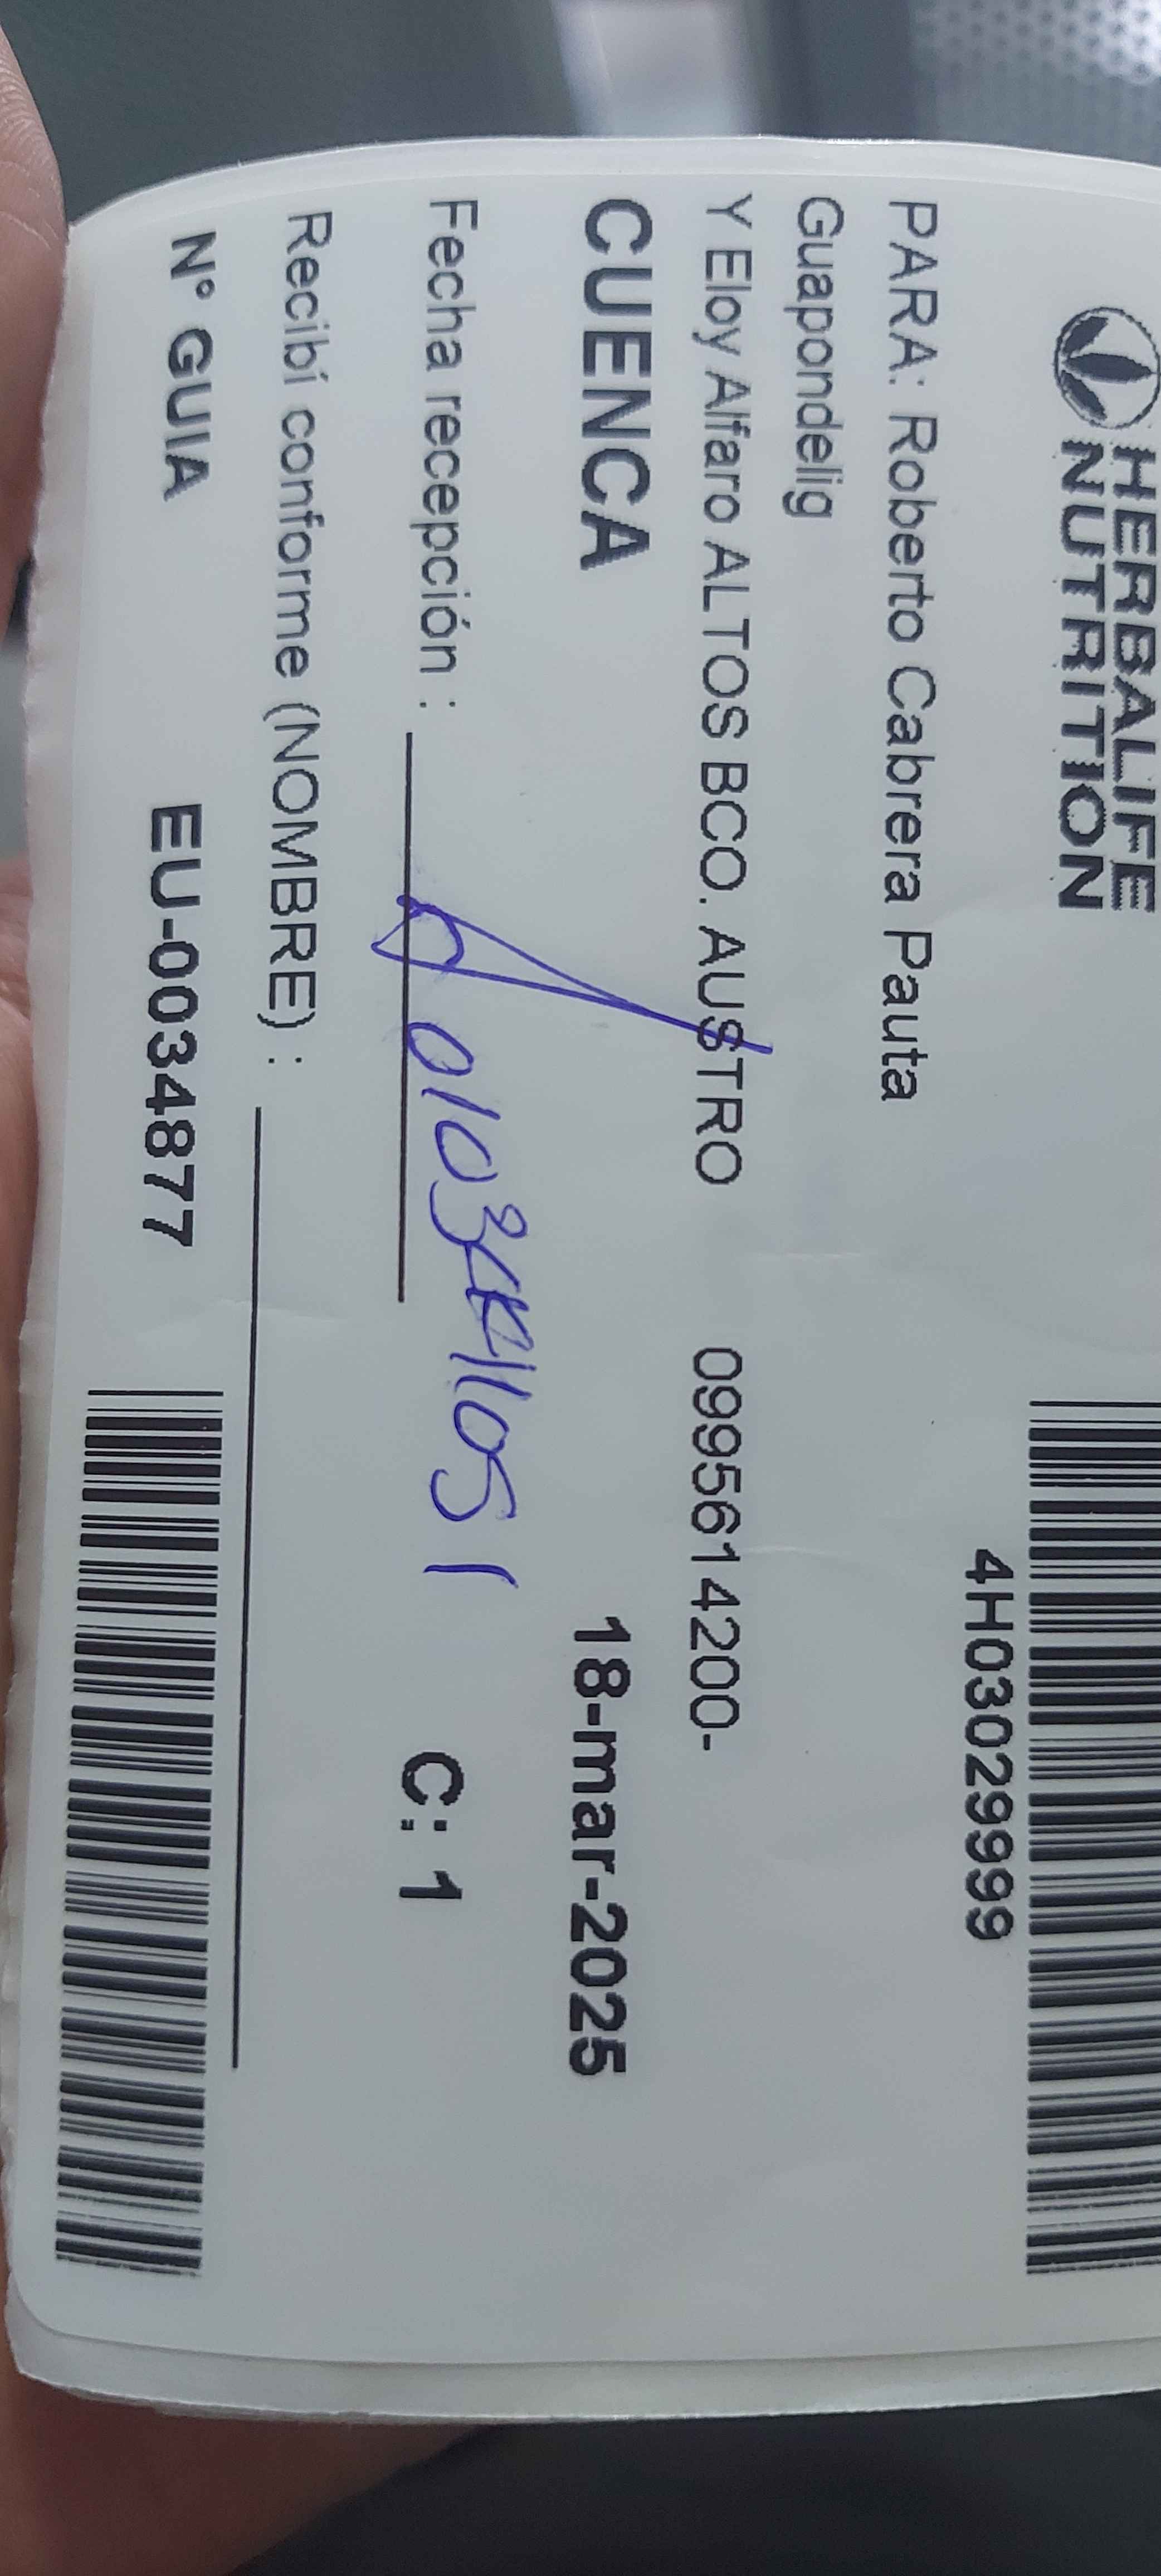 HERBALIFE
NUTRITION
4H03029999
PARA: Roberto Cabrera Pauta
Guapondelig
Y Eloy Alfaro ALTOS BCO. AUSTRO 0995614200-
CUENCA 18-mar-2025
Fecha recepción : C: 1
Recibí conforme (NOMBRE) :
N° GUIA EU-0034877